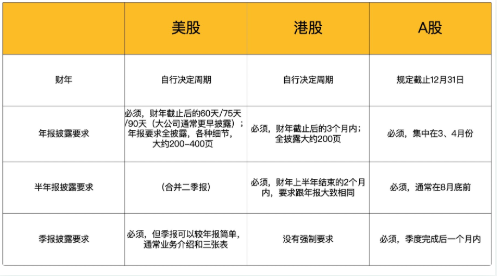 美股 港股 A股
财年 自行决定周期 自行决定周期 规定截止12月31日
年报披露要求
必须，财年截止后的60天/75天
/90天（大公司通常更早披露）；
年报要求全披露，各种细节，
大约200-400页
必须，财年截止后的3个月内；
全披露大约200页
必须，集中在3、4月份
半年报披露要求
（合并二季报）
必须，财年上半年结束的2个月
内，要求跟年报大致相同
必须，通常在8月底前
季报披露要求
必须，但季报可以较年报简单，
通常业务介绍和三张表
没有强制要求
必须，季度完成后一个月内